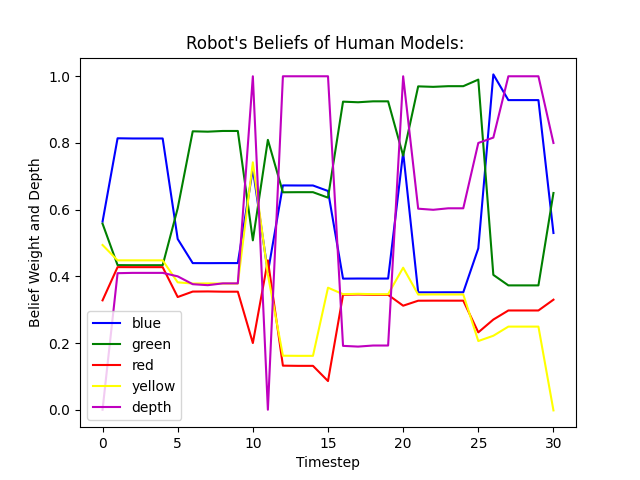 Robot's Beliefs of Human Models:
Belief Weight and Depth
1.0
0.8
0.6
0.4
0.2
0.0
blue
green
red
yellow
depth
0 5 10 15 20 25 30
Timestep